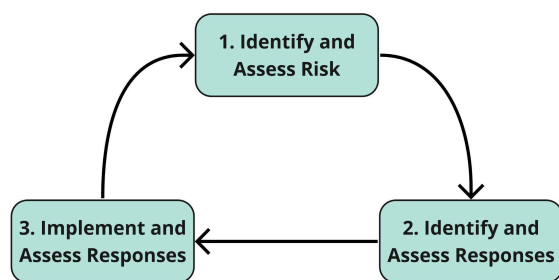 1. Identify and
Assess Risk
2. Identify and
Assess Responses
3. Implement and
Assess Responses